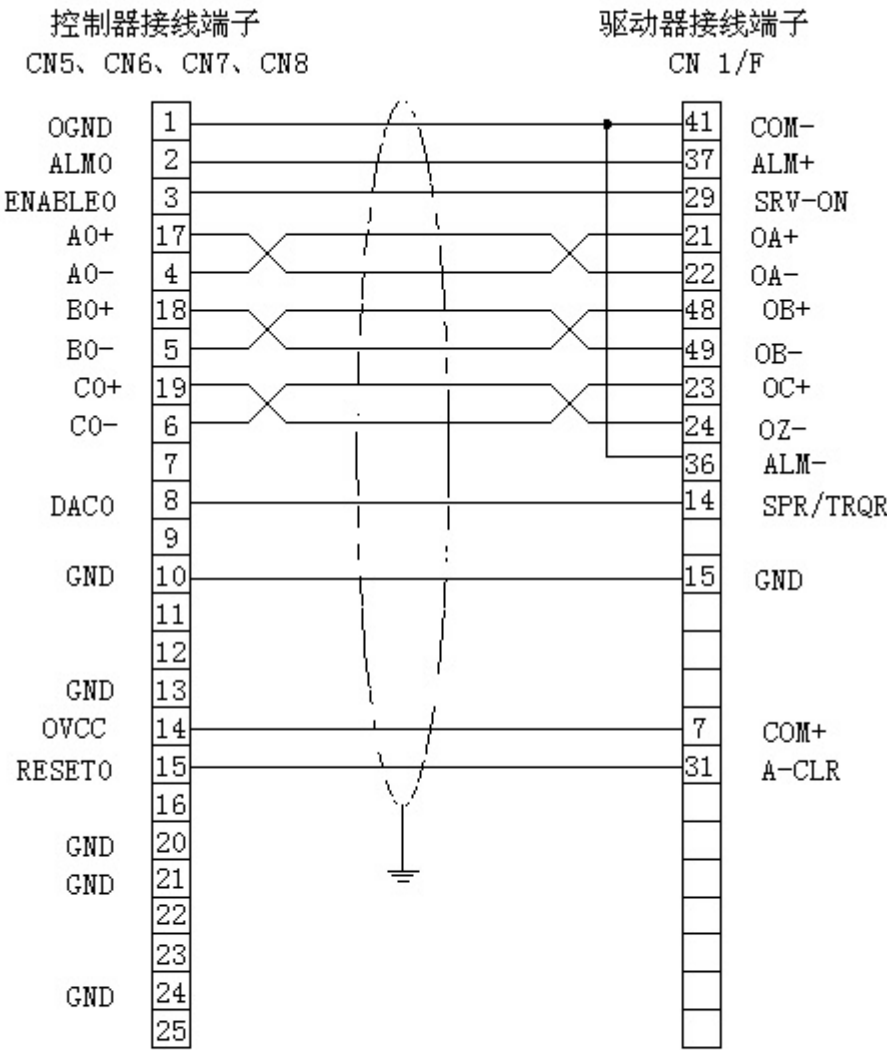 控制器接线端子 驱动器接线端子
CN5、CN6、CN7、CN8 CN 1/F
OGND 1 41 COM-
ALM0 2 37 ALM+
ENABLE0 3 29 SRV-ON
A0+ 17 21 OA+
A0- 4 22 OA-
B0+ 18 48 OB+
B0- 5 49 OB-
C0+ 19 23 OC+
C0- 6 24 OZ-
7 36 ALM-
DAC0 8 14 SPR/TRQR
9
GND 10 15 GND
11
12
GND 13
OVCC 14 7 COM+
RESET0 15 31 A-CLR
16
GND 20
GND 21
22
23
GND 24
25